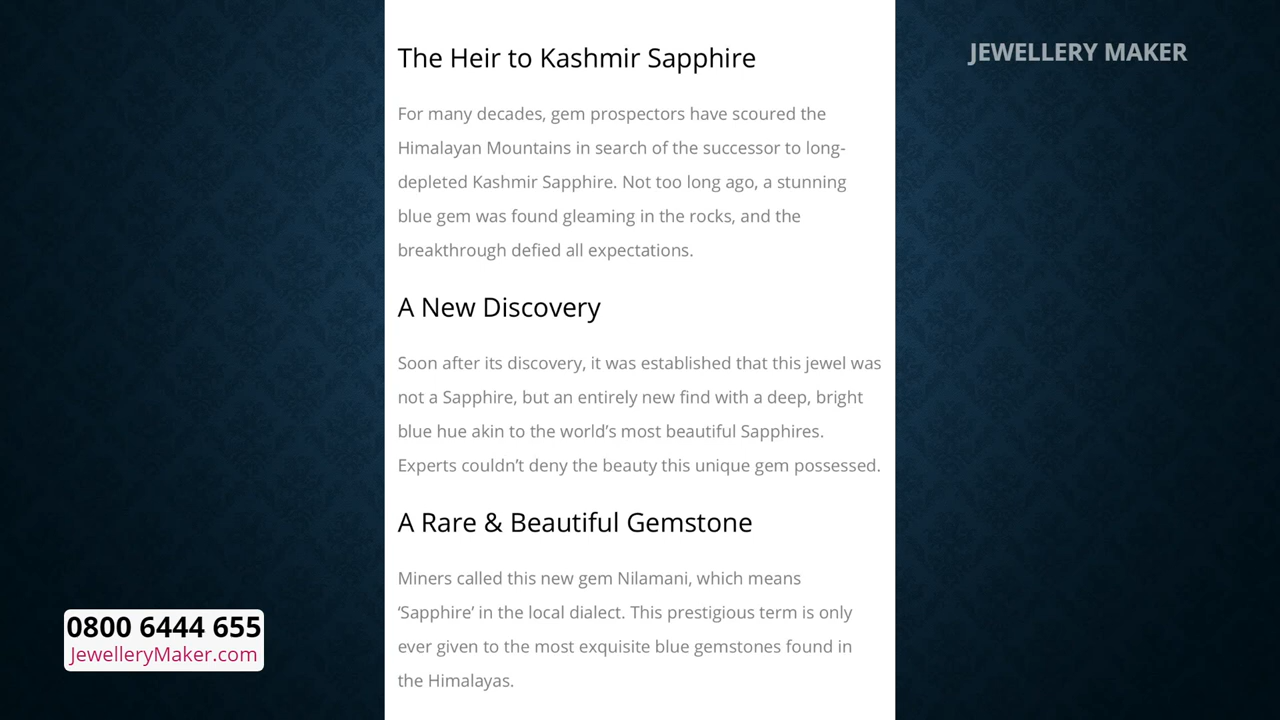 The Heir to Kashmir Sapphire
JEWELLERY MAKER
For many decades, gem prospectors have scoured the
Himalayan Mountains in search of the successor to long-
depleted Kashmir Sapphire. Not too long ago, a stunning
blue gem was found gleaming in the rocks, and the
breakthrough defied all expectations.
A New Discovery
Soon after its discovery, it was established that this jewel was
not a Sapphire, but an entirely new find with a deep, bright
blue hue akin to the world’s most beautiful Sapphires.
Experts couldn’t deny the beauty this unique gem possessed.
A Rare & Beautiful Gemstone
Miners called this new gem Nilamani, which means
‘Sapphire’ in the local dialect. This prestigious term is only
ever given to the most exquisite blue gemstones found in
the Himalayas.
0800 6444 655
JewelleryMaker.com